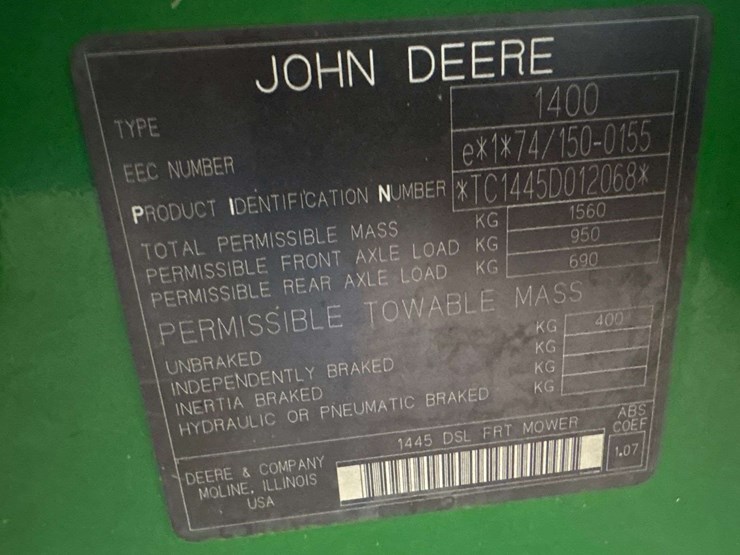 JOHN DEERE
TYPE 1400
EEC NUMBER e*1*74/150-0155
PRODUCT IDENTIFICATION NUMBER *TC1445D012068*
TOTAL PERMISSIBLE MASS KG 1560
PERMISSIBLE FRONT AXLE LOAD KG 950
PERMISSIBLE REAR AXLE LOAD KG 690
PERMISSIBLE TOWABLE MASS
UNBRAKED KG 400
INDEPENDENTLY BRAKED KG
INERTIA BRAKED KG
HYDRAULIC OR PNEUMATIC BRAKED KG
1445 DSL FRT MOWER
ABS
COEF
1.07
DEERE & COMPANY
MOLINE, ILLINOIS
USA